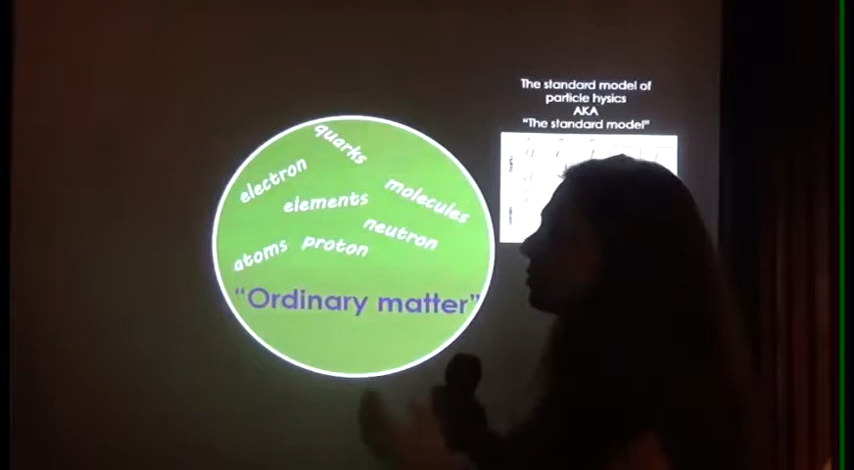 The standard model of
particle hysics
AKA
"The standard model"
quarks
electron
molecules
elements
neutron
atoms
proton
"Ordinary matter"